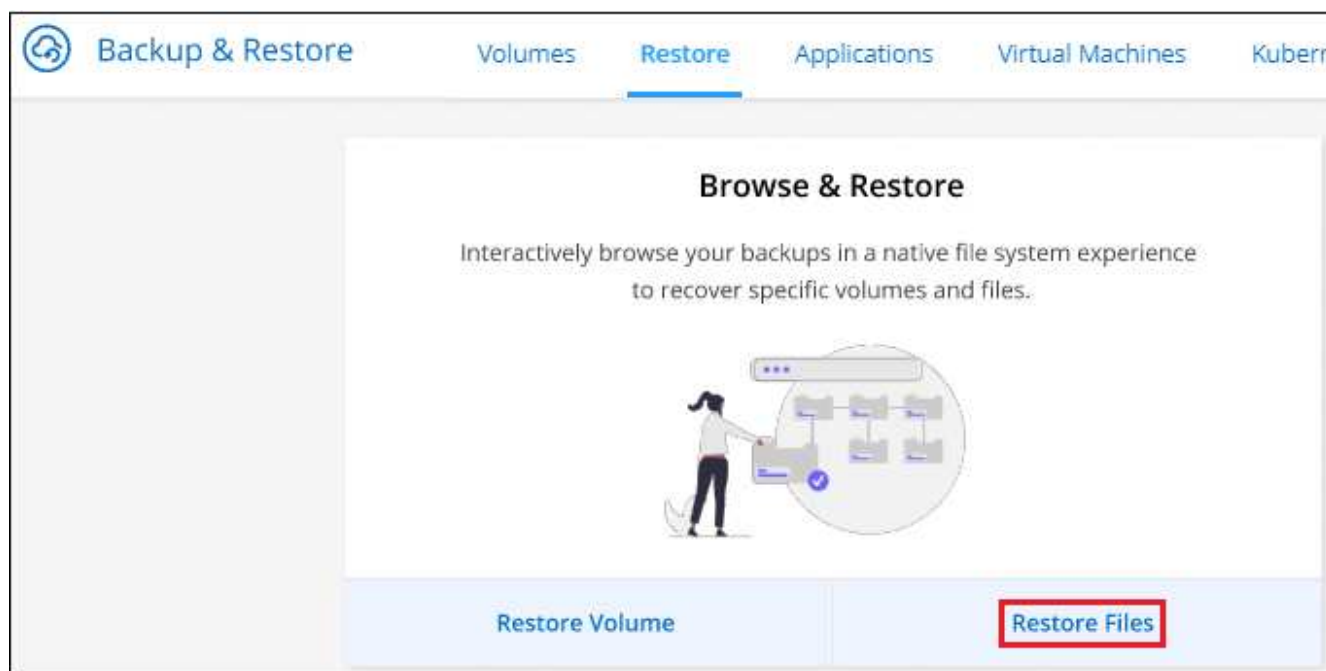 Backup & Restore Volumes Restore Applications Virtual Machines Kubern
Browse & Restore
Interactively browse your backups in a native file system experience
to recover specific volumes and files.
Restore Volume Restore Files